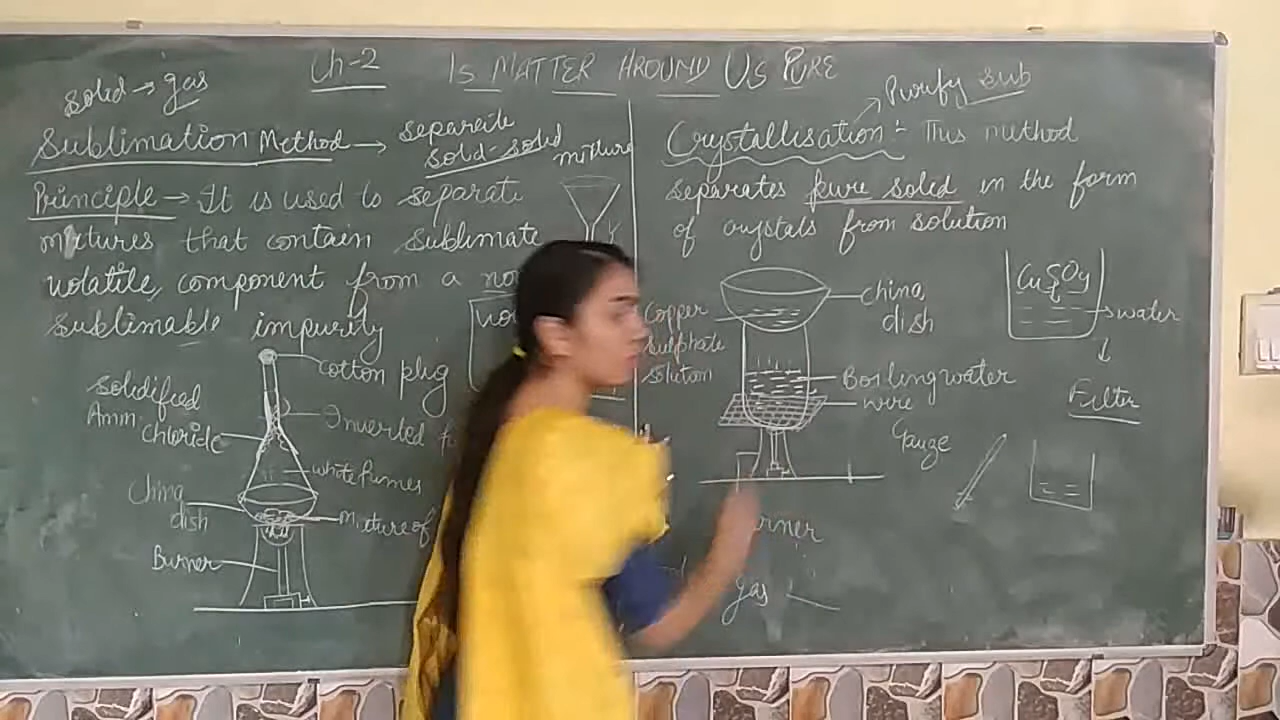 Ch-2 IS MATTER AROUND US PURE
solid → gas
Sublimation Method → separate
solid-solid
mixture
Principle → It is used to separate
mixtures that contain sublimate
volatile, component from a
sublimable impurity
cotton plug
solidified
Amm
chloride
Inverted
white fumes
China
dish
Mixture of
Burner
Purify sub
Crystallisation :- This method
separates pure solid in the form
of crystals from solution
China
dish
Copper
sulphate
solution
Boiling water
wire
Gauge
gas
CuSO4
water
↓
Filter